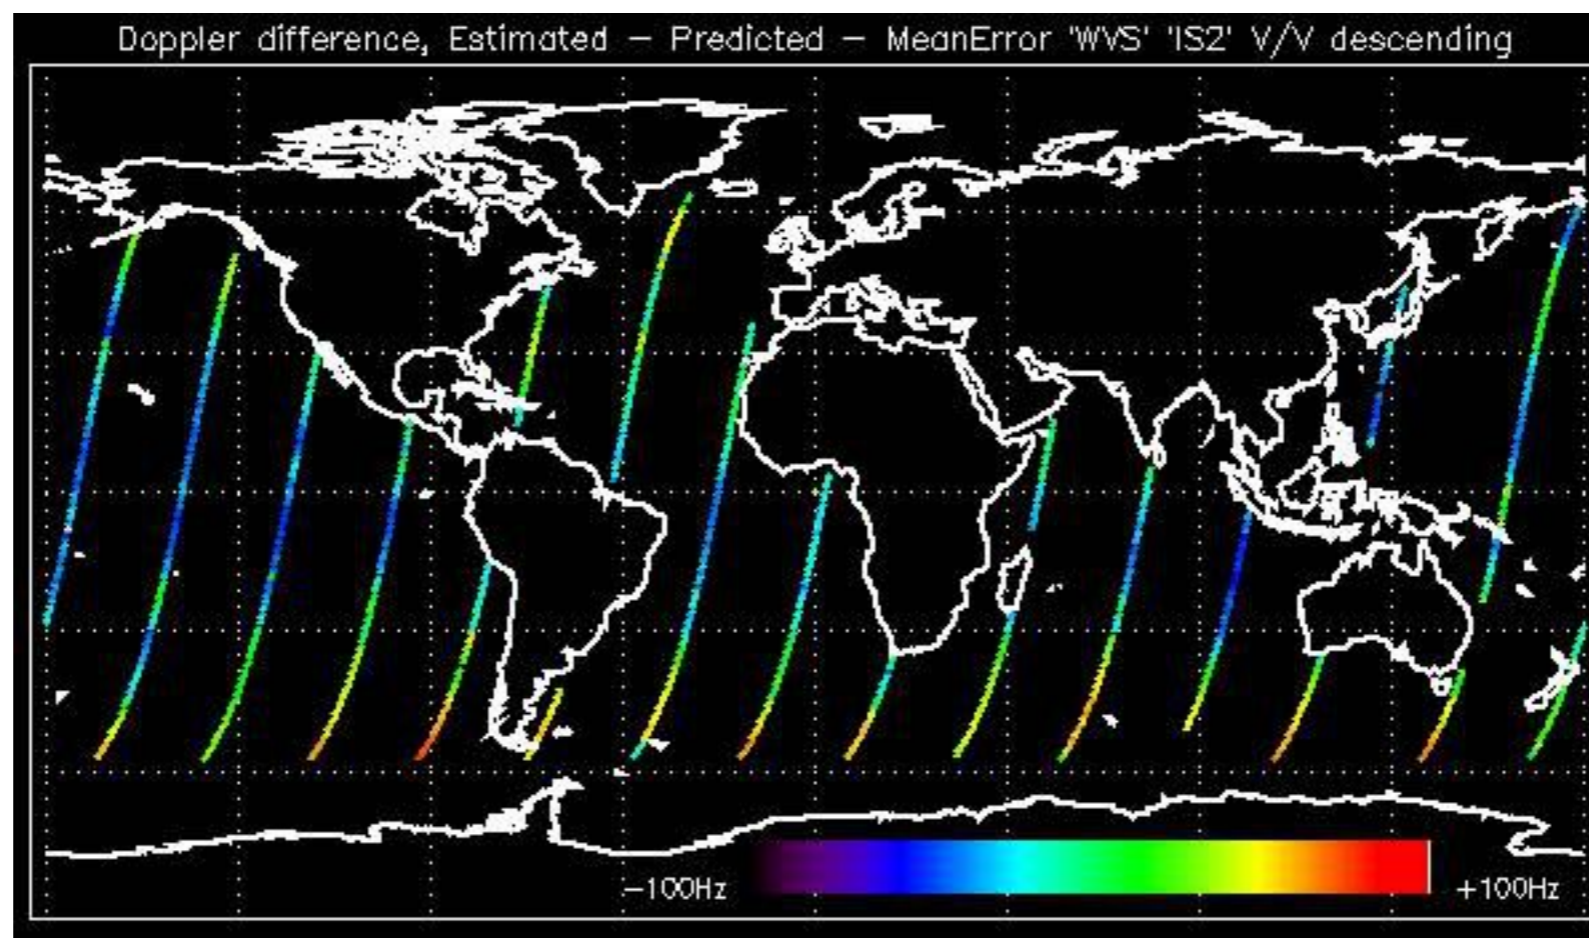 Doppler difference, Estimated – Predicted – MeanError 'WVS' 'IS2' V/V descending
–100Hz +100Hz